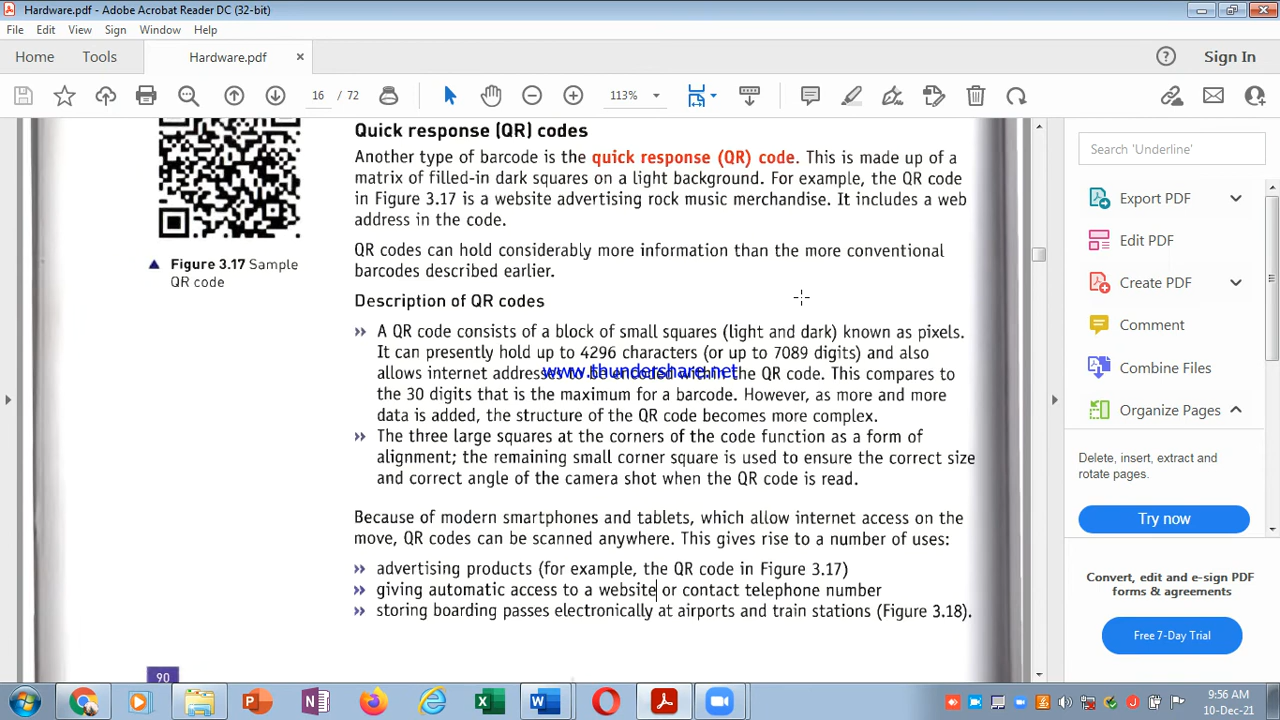 Hardware.pdf - Adobe Acrobat Reader DC (32-bit)
File Edit View Sign Window Help
Home Tools Hardware.pdf × Sign In
16 / 72 113%
Quick response (QR) codes
Another type of barcode is the quick response (QR) code. This is made up of a
matrix of filled-in dark squares on a light background. For example, the QR code
in Figure 3.17 is a website advertising rock music merchandise. It includes a web
address in the code.
QR codes can hold considerably more information than the more conventional
barcodes described earlier.
▲ Figure 3.17 Sample
QR code
Description of QR codes
» A QR code consists of a block of small squares (light and dark) known as pixels.
It can presently hold up to 4296 characters (or up to 7089 digits) and also
allows internet addresses to be encoded within the QR code. This compares to
www.thundershare.net
the 30 digits that is the maximum for a barcode. However, as more and more
data is added, the structure of the QR code becomes more complex.
» The three large squares at the corners of the code function as a form of
alignment; the remaining small corner square is used to ensure the correct size
and correct angle of the camera shot when the QR code is read.
Because of modern smartphones and tablets, which allow internet access on the
move, QR codes can be scanned anywhere. This gives rise to a number of uses:
» advertising products (for example, the QR code in Figure 3.17)
» giving automatic access to a website or contact telephone number
» storing boarding passes electronically at airports and train stations (Figure 3.18).
90
Search 'Underline'
Export PDF
Edit PDF
Create PDF
Comment
Combine Files
Organize Pages
Delete, insert, extract and
rotate pages.
Try now
Convert, edit and e-sign PDF
forms & agreements
Free 7-Day Trial
9:56 AM
10-Dec-21